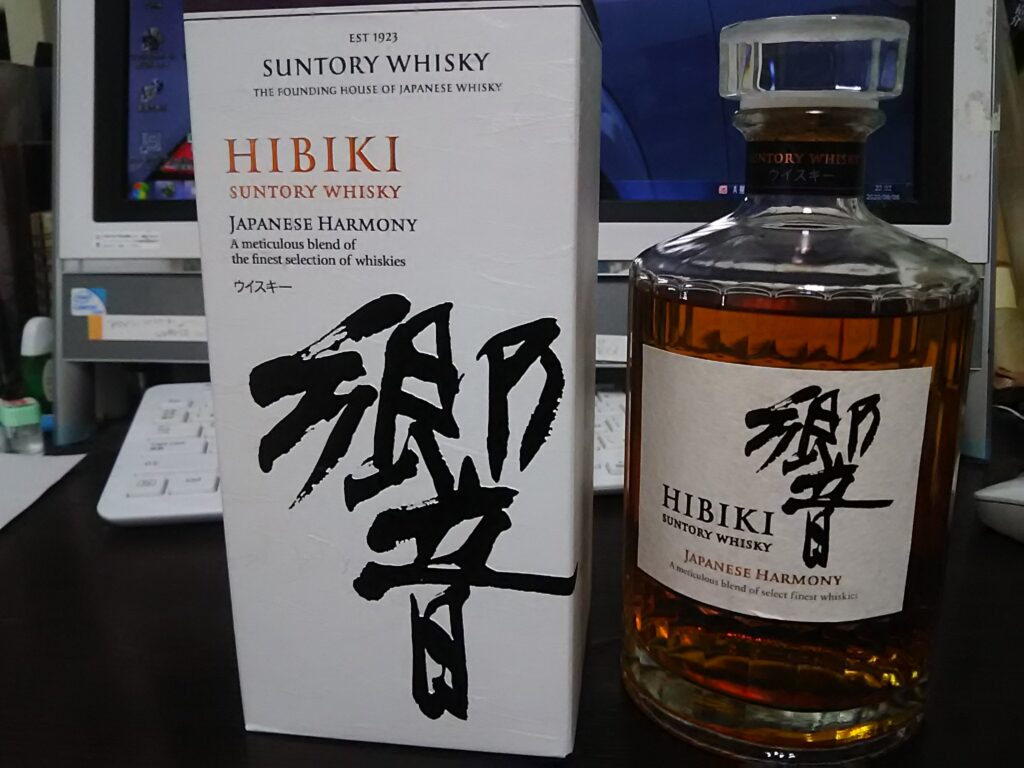 EST 1923
SUNTORY WHISKY
THE FOUNDING HOUSE OF JAPANESE WHISKY
HIBIKI
SUNTORY WHISKY
JAPANESE HARMONY
A meticulous blend of
the finest selection of whiskies
ウイスキー
響
SUNTORY WHISKY
ウイスキー
響
HIBIKI
SUNTORY WHISKY
JAPANESE HARMONY
A meticulous blend of select finest whiskies